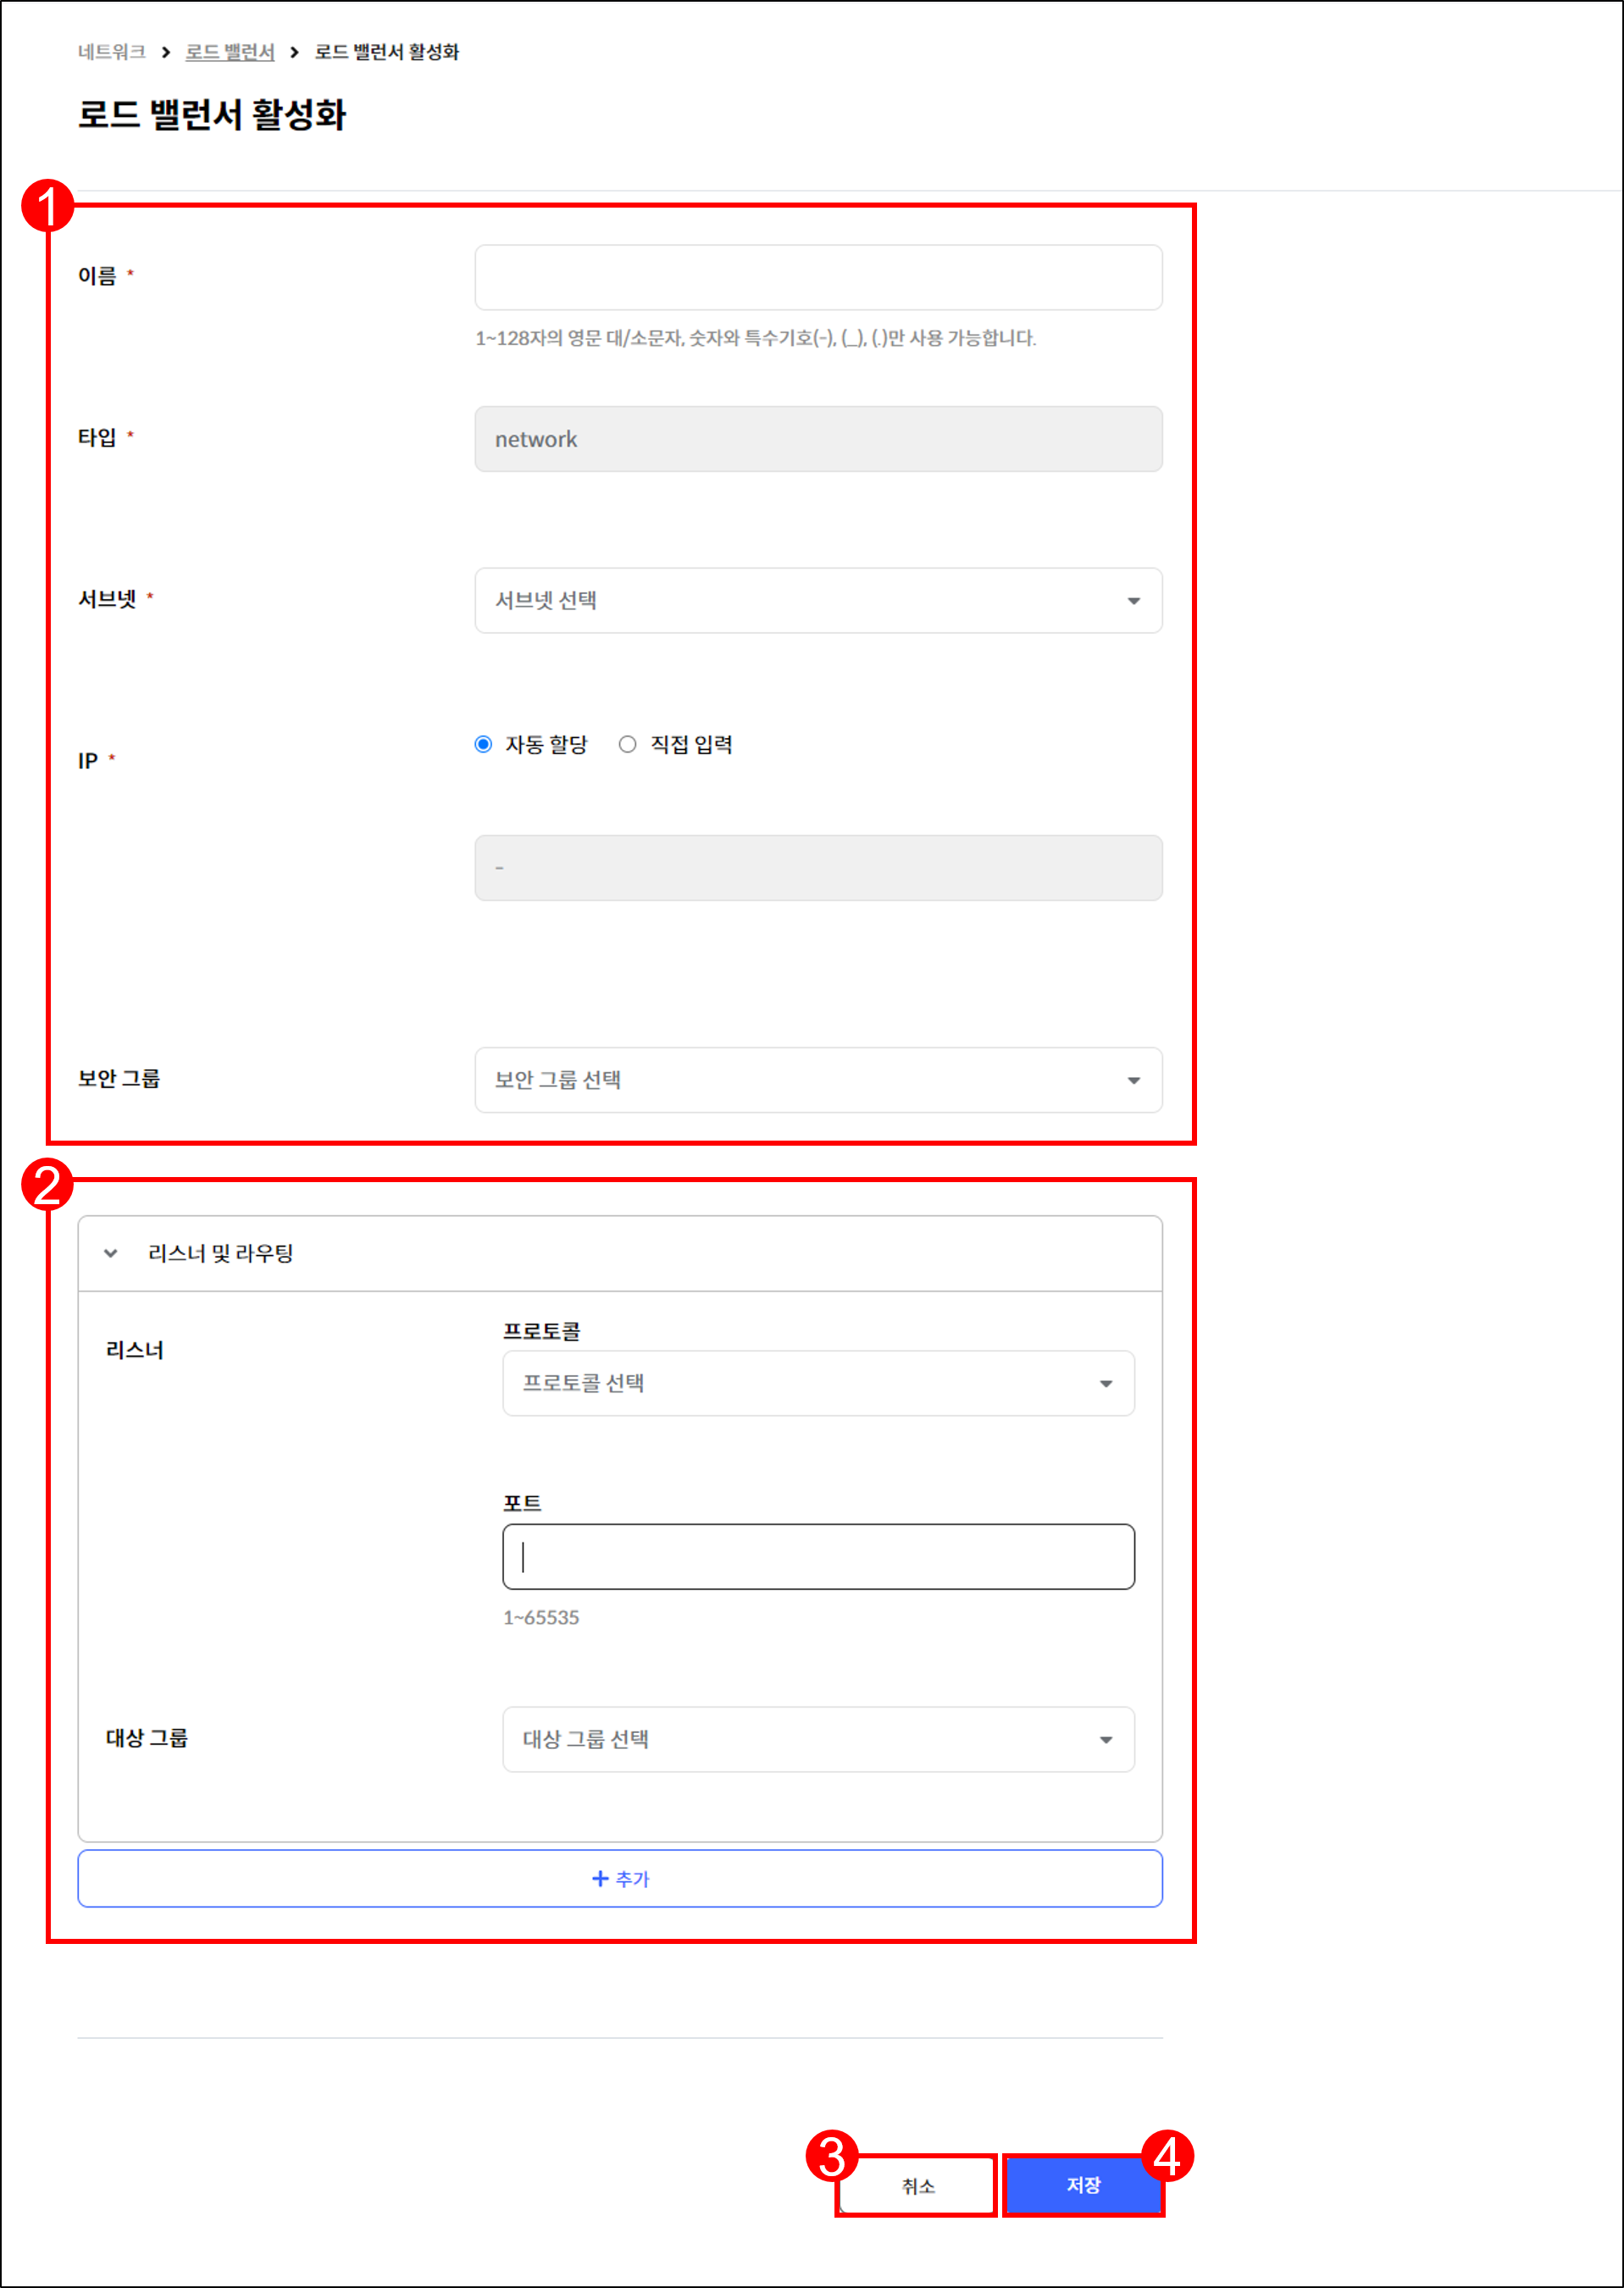 네트워크 > 로드 밸런서 > 로드 밸런서 활성화
로드 밸런서 활성화
1
이름 *
1~128자의 영문 대/소문자, 숫자와 특수기호(-), (_), (.)만 사용 가능합니다.
타입 *
network
서브넷 *
서브넷 선택
IP *
자동 할당 직접 입력
-
보안 그룹
보안 그룹 선택
2
리스너 및 라우팅
리스너
프로토콜
프로토콜 선택
포트
1~65535
대상 그룹
대상 그룹 선택
+ 추가
3
취소
4
저장